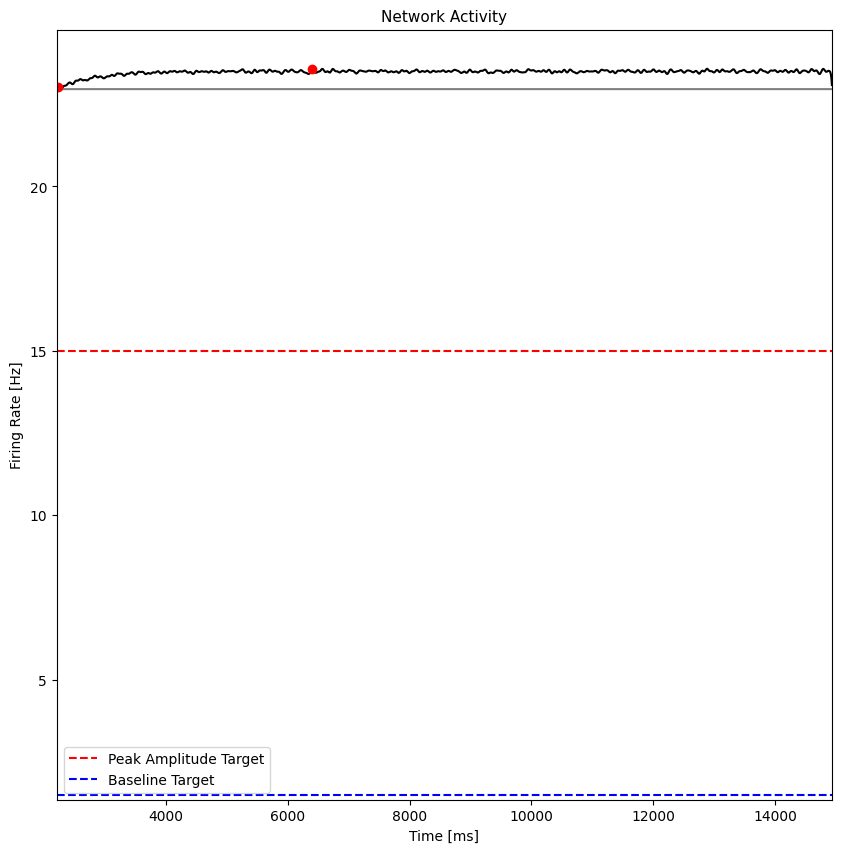 Network Activity
Firing Rate [Hz]
20
15
10
5
Peak Amplitude Target
Baseline Target
4000 6000 8000 10000 12000 14000
Time [ms]